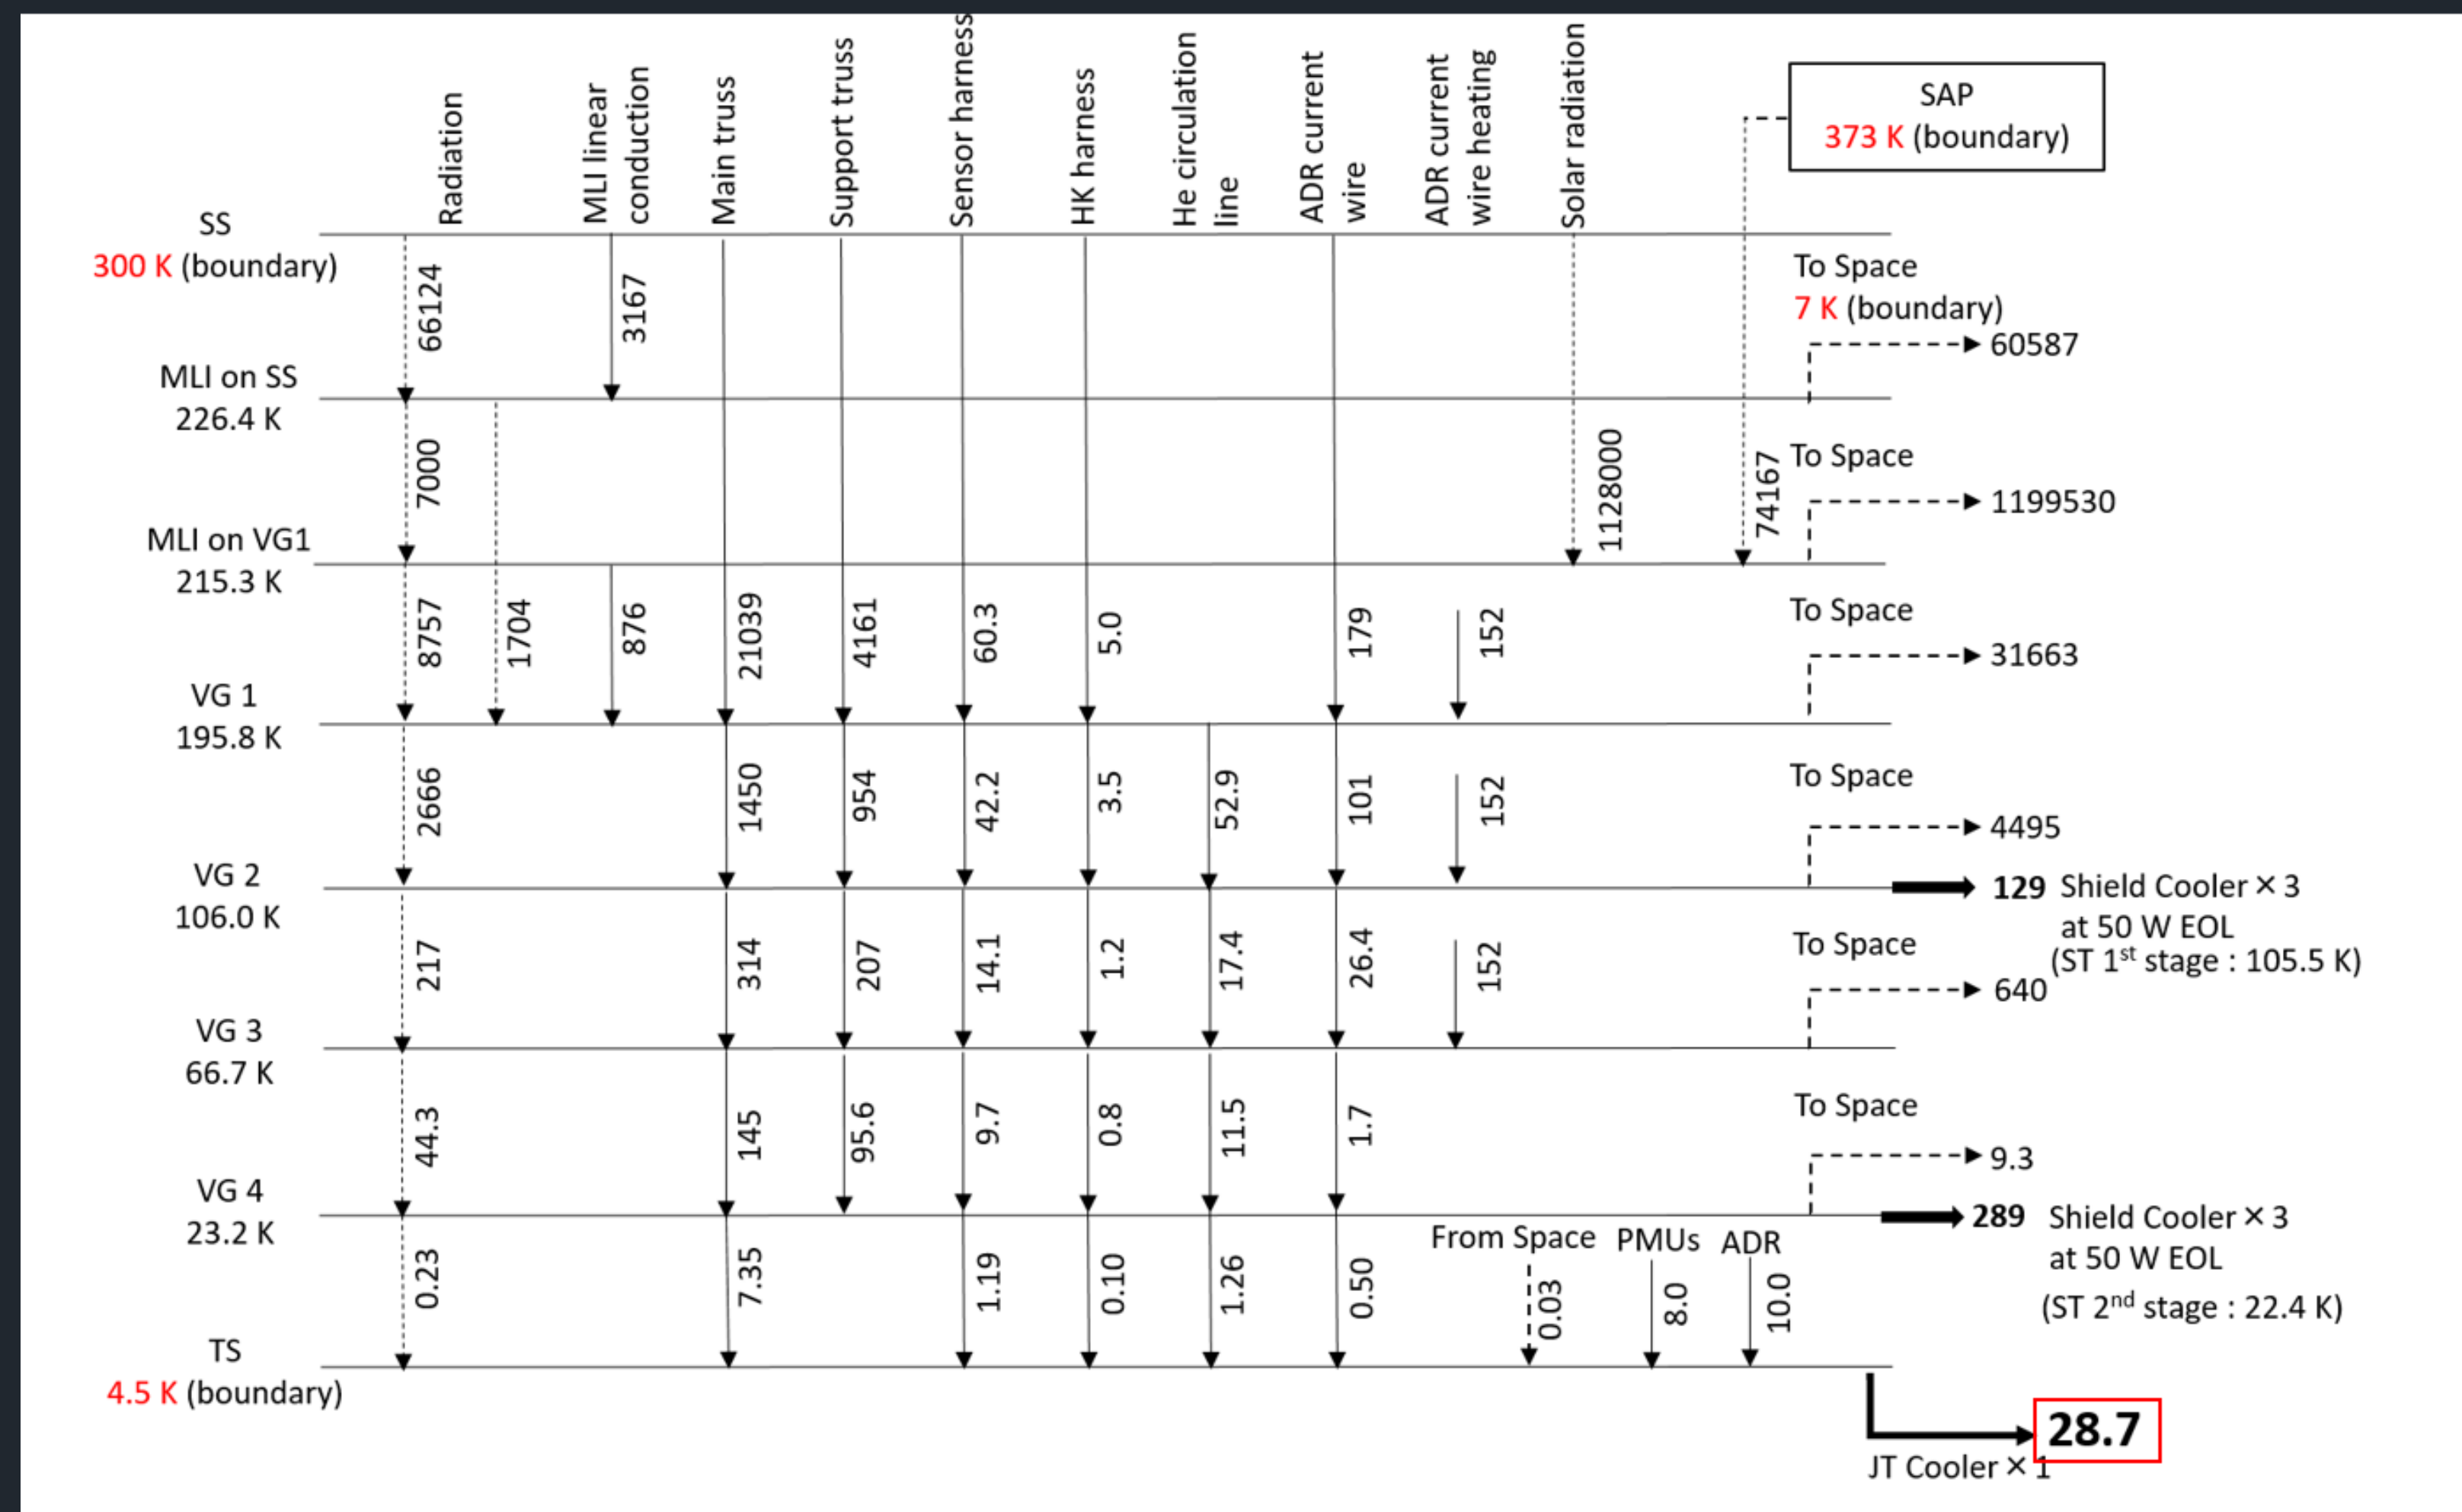 Radiation
MLI linear
conduction
Main truss
Support truss
Sensor harness
HK harness
He circulation
line
ADR current
wire
ADR current
wire heating
Solar radiation
SAP
373 K (boundary)
SS
300 K (boundary)
66124
3167
To Space
7 K (boundary)
60587
MLI on SS
226.4 K
7000
1128000
74167
To Space
1199530
MLI on VG1
215.3 K
8757
1704
876
21039
4161
60.3
5.0
179
152
To Space
31663
VG 1
195.8 K
2666
1450
954
42.2
3.5
52.9
101
152
To Space
4495
VG 2
106.0 K
129 Shield Cooler × 3
at 50 W EOL
(ST 1st stage : 105.5 K)
217
314
207
14.1
1.2
17.4
26.4
152
To Space
640
VG 3
66.7 K
44.3
145
95.6
9.7
0.8
11.5
1.7
To Space
9.3
VG 4
23.2 K
289 Shield Cooler × 3
at 50 W EOL
(ST 2nd stage : 22.4 K)
0.23
7.35
1.19
0.10
1.26
0.50
From Space
0.03
PMUs
8.0
ADR
10.0
TS
4.5 K (boundary)
28.7
JT Cooler × 1